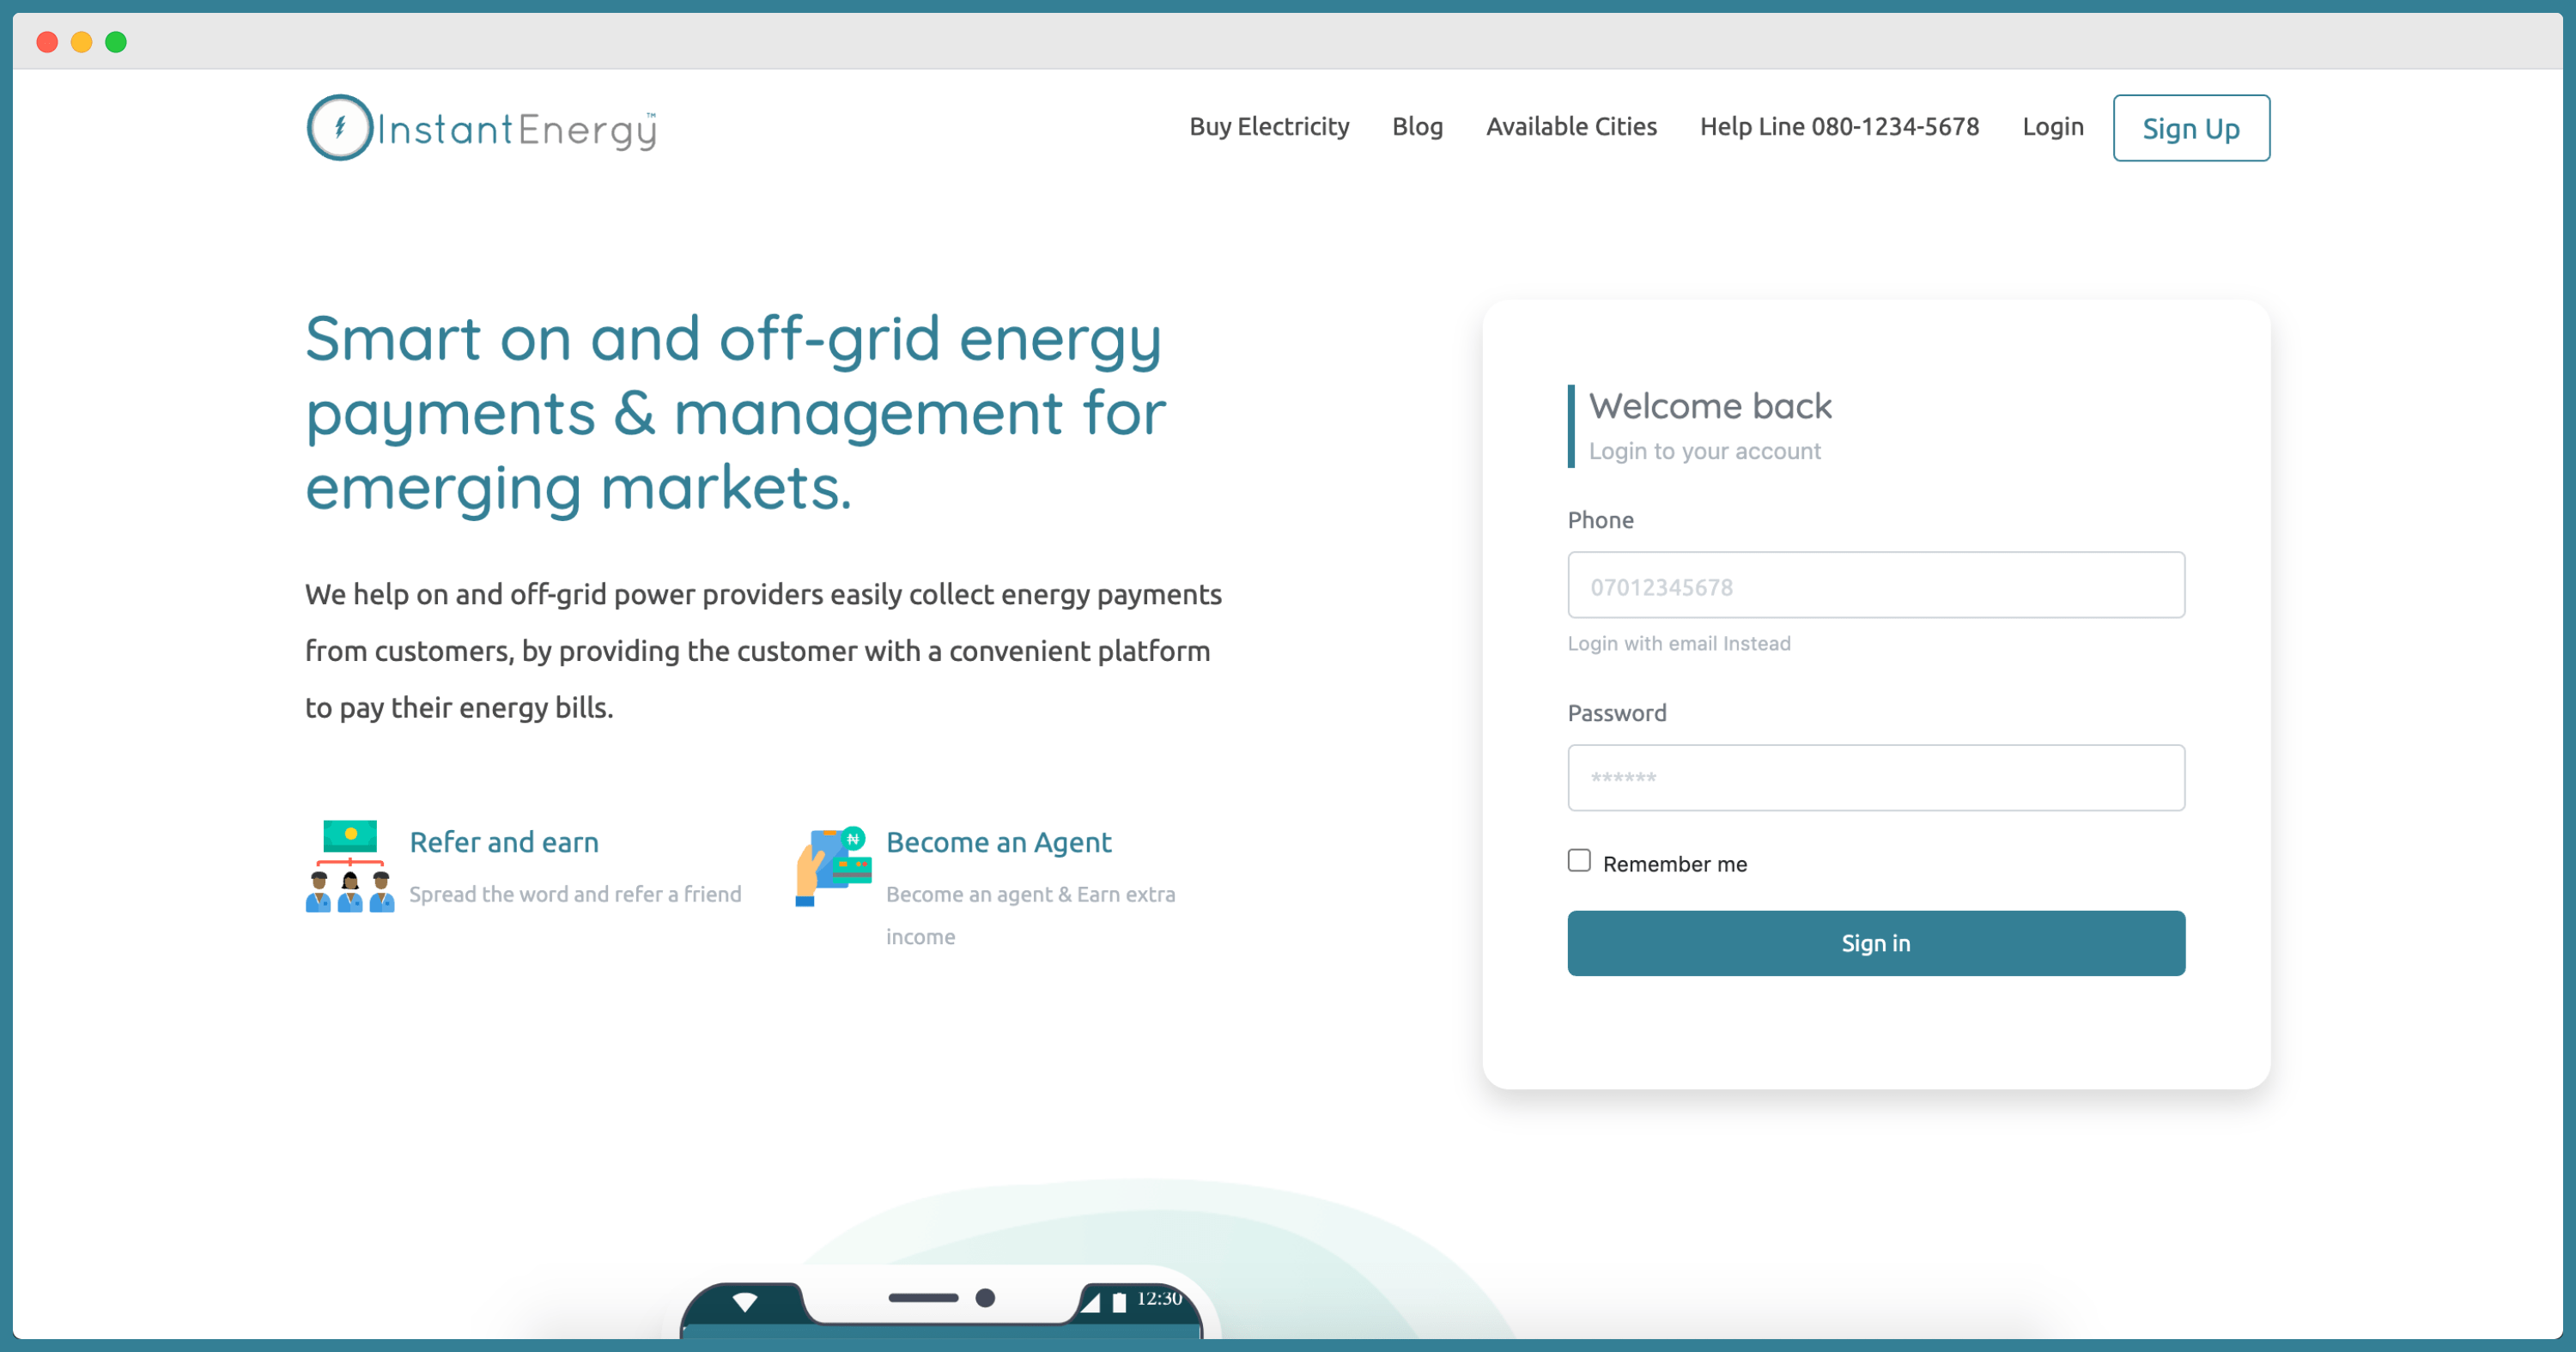 InstantEnergy™
Buy Electricity
Blog
Available Cities
Help Line 080-1234-5678
Login
Sign Up
Smart on and off-grid energy
payments & management for
emerging markets.
We help on and off-grid power providers easily collect energy payments
from customers, by providing the customer with a convenient platform
to pay their energy bills.
Refer and earn
Spread the word and refer a friend
₦
Become an Agent
Become an agent & Earn extra
income
Welcome back
Login to your account
Phone
07012345678
Login with email Instead
Password
******
Remember me
Sign in
12:30